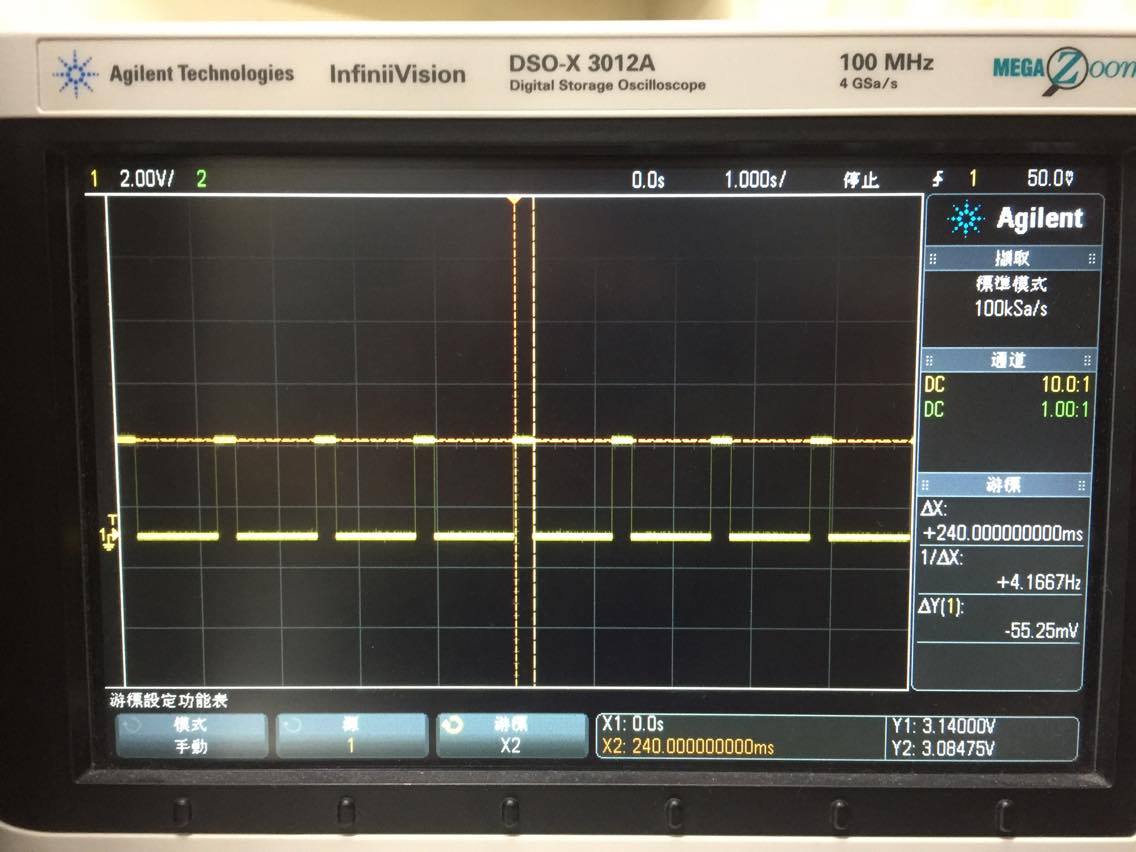 Agilent Technologies InfiniiVision DSO-X 3012A 100 MHz MEGA Zoom
Digital Storage Oscilloscope 4 GSa/s
1 2.00V/ 2 0.0s 1.000s/ 停止 1 50.0V
Agilent
擷取
標準模式
100kSa/s
通道
DC 10.0:1
DC 1.00:1
游標
ΔX:
+240.000000000ms
1/ΔX:
+4.1667Hz
ΔY(1):
-55.25mV
T
1
游標設定功能表
模式
手動
源
1
游標
X2
X1: 0.0s
X2: 240.000000000ms
Y1: 3.14000V
Y2: 3.08475V